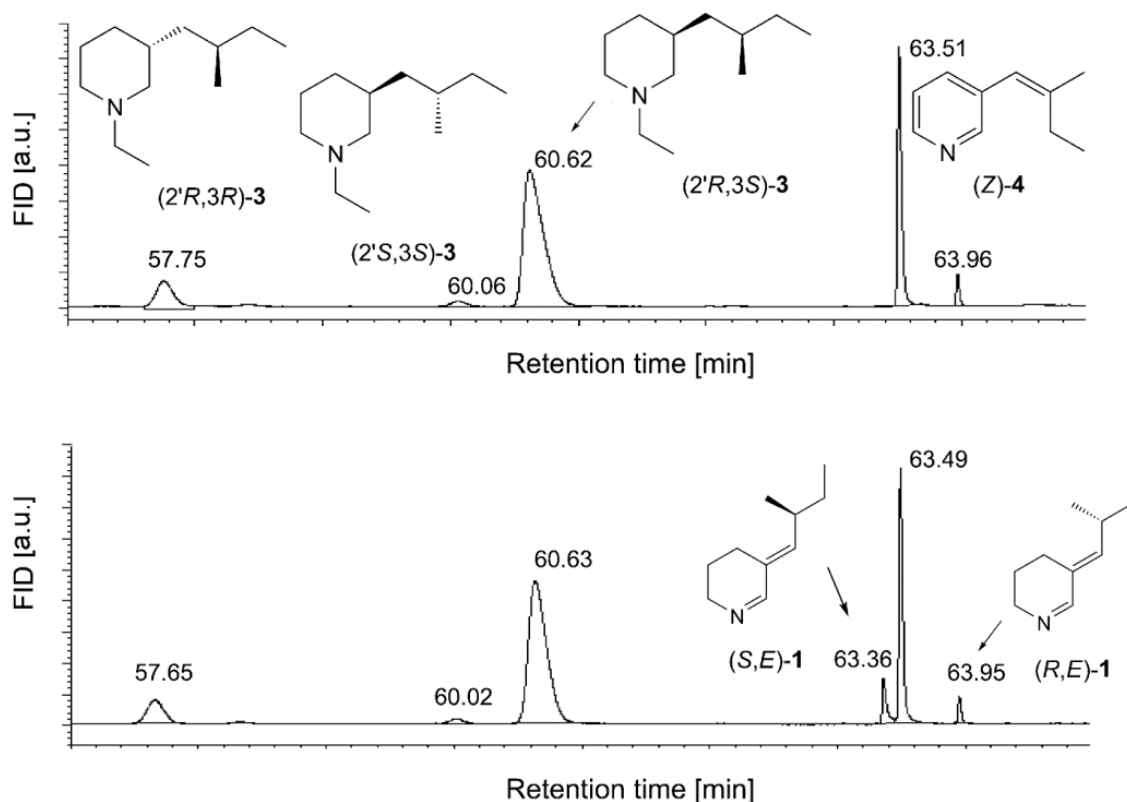 63.51
N
(2'R,3R)-3
N
(2'S,3S)-3
60.62
N
(2'R,3S)-3
N
(Z)-4
57.75
60.06
63.96
FID [a.u.]
Retention time [min]
63.49
60.63
N
(S,E)-1
63.36
N
(R,E)-1
63.95
57.65
60.02
FID [a.u.]
Retention time [min]